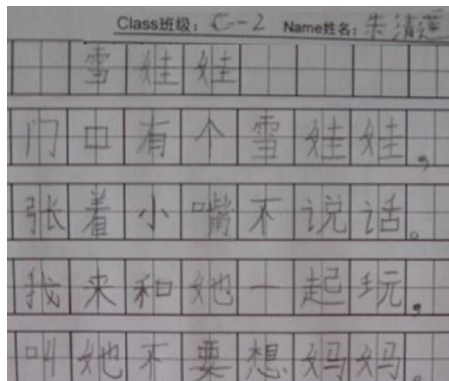 Class班级：C-2 Name姓名：朱清莲
雪娃娃
门口有个雪娃娃，
张着小嘴不说话。
我来和她一起玩，
叫她不要想妈妈。